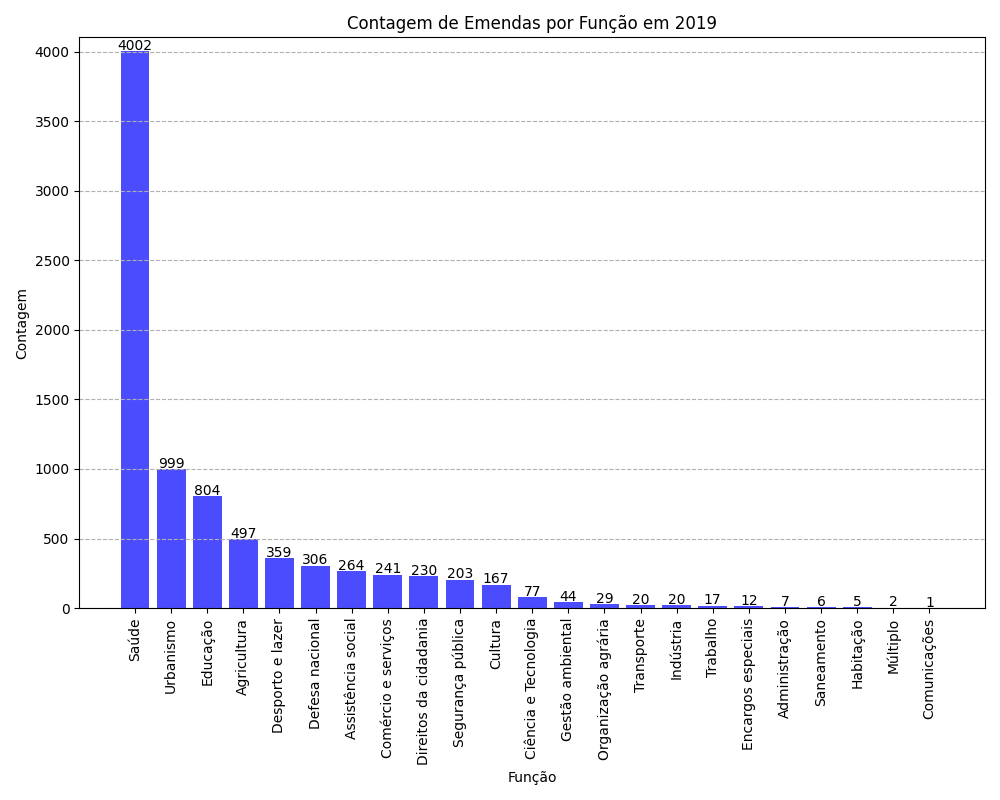 Contagem de Emendas por Função em 2019
Contagem
4000
3500
3000
2500
2000
1500
1000
500
0
4002
999
804
497
359
306
264
241
230
203
167
77
44
29
20
20
17
12
7
6
5
2
1
Saúde
Urbanismo
Educação
Agricultura
Desporto e lazer
Defesa nacional
Assistência social
Comércio e serviços
Direitos da cidadania
Segurança pública
Cultura
Ciência e Tecnologia
Gestão ambiental
Organização agrária
Transporte
Indústria
Trabalho
Encargos especiais
Administração
Saneamento
Habitação
Múltiplo
Comunicações
Função